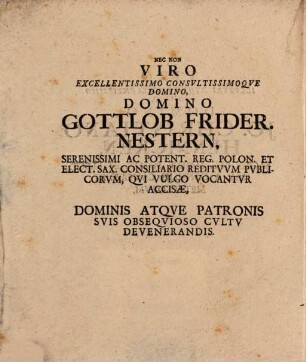 NEC NON
VIRO
EXCELLENTISSIMO CONSVLTISSIMOQVE
DOMINO,
DOMINO
GOTTLOB FRIDER.
NESTERN,
SERENISSIMI AC POTENT. REG. POLON. ET
ELECT. SAX. CONSILIARIO REDITVVM PVBLI-
CORVM, QVI VVLGO VOCANTVR
ACCISÆ,
DOMINIS ATQVE PATRONIS
SVIS OBSEQVIOSO CVLTV
DEVENERANDIS.